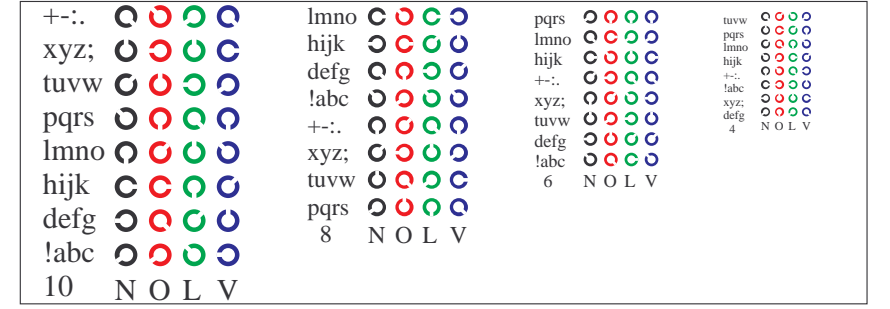 +-:.
xyz;
tuvw
pqrs
lmno
hijk
defg
!abc
10 N O L V
lmno
hijk
defg
!abc
+-:.
xyz;
tuvw
pqrs
8 N O L V
pqrs
lmno
hijk
+-:.
xyz;
tuvw
defg
!abc
6 N O L V
tuvw
pqrs
lmno
hijk
+-:.
!abc
xyz;
defg
4 N O L V